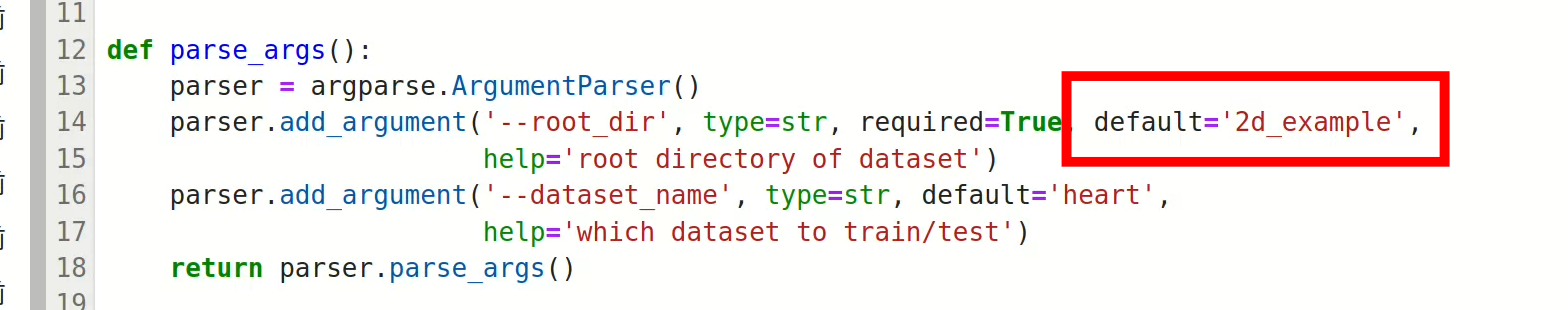 11
12 def parse_args():
13 parser = argparse.ArgumentParser()
14 parser.add_argument('--root_dir', type=str, required=True, default='2d_example',
15 help='root directory of dataset')
16 parser.add_argument('--dataset_name', type=str, default='heart',
17 help='which dataset to train/test')
18 return parser.parse_args()
19